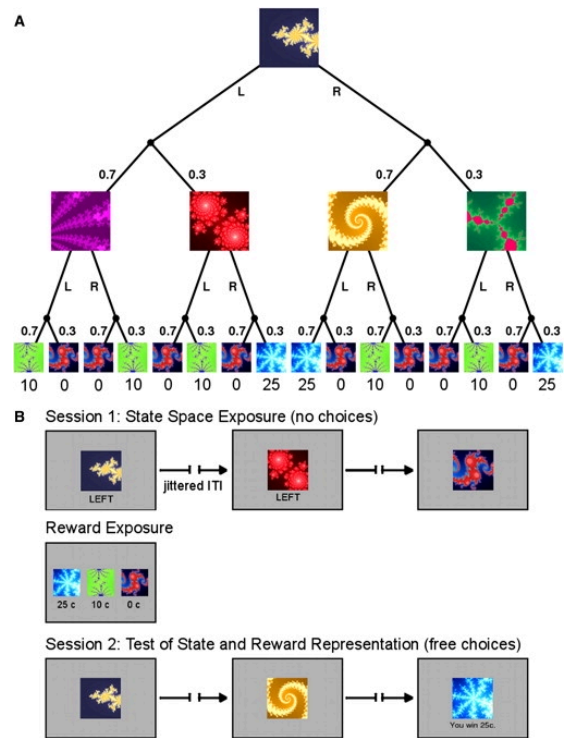 A
L R
0.7 0.3 0.7 0.3
L R L R L R L R
0.7 0.3 0.7 0.3 0.7 0.3 0.7 0.3 0.7 0.3 0.7 0.3 0.7 0.3 0.7 0.3
10 0 0 10 0 10 0 25 25 0 10 0 0 10 0 25
B Session 1: State Space Exposure (no choices)
jittered ITI
LEFT LEFT
Reward Exposure
25 c 10 c 0 c
Session 2: Test of State and Reward Representation (free choices)
You win 25c.